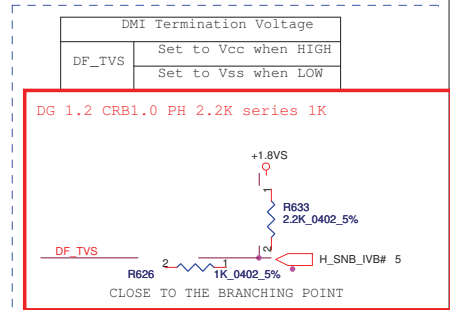 DMI Termination Voltage
DF_TVS
Set to Vcc when HIGH
Set to Vss when LOW
DG 1.2 CRB1.0 PH 2.2K series 1K
+1.8VS
1
R633
2.2K_0402_5%
2
DF_TVS
2
1
H_SNB_IVB# 5
R626
1K_0402_5%
CLOSE TO THE BRANCHING POINT